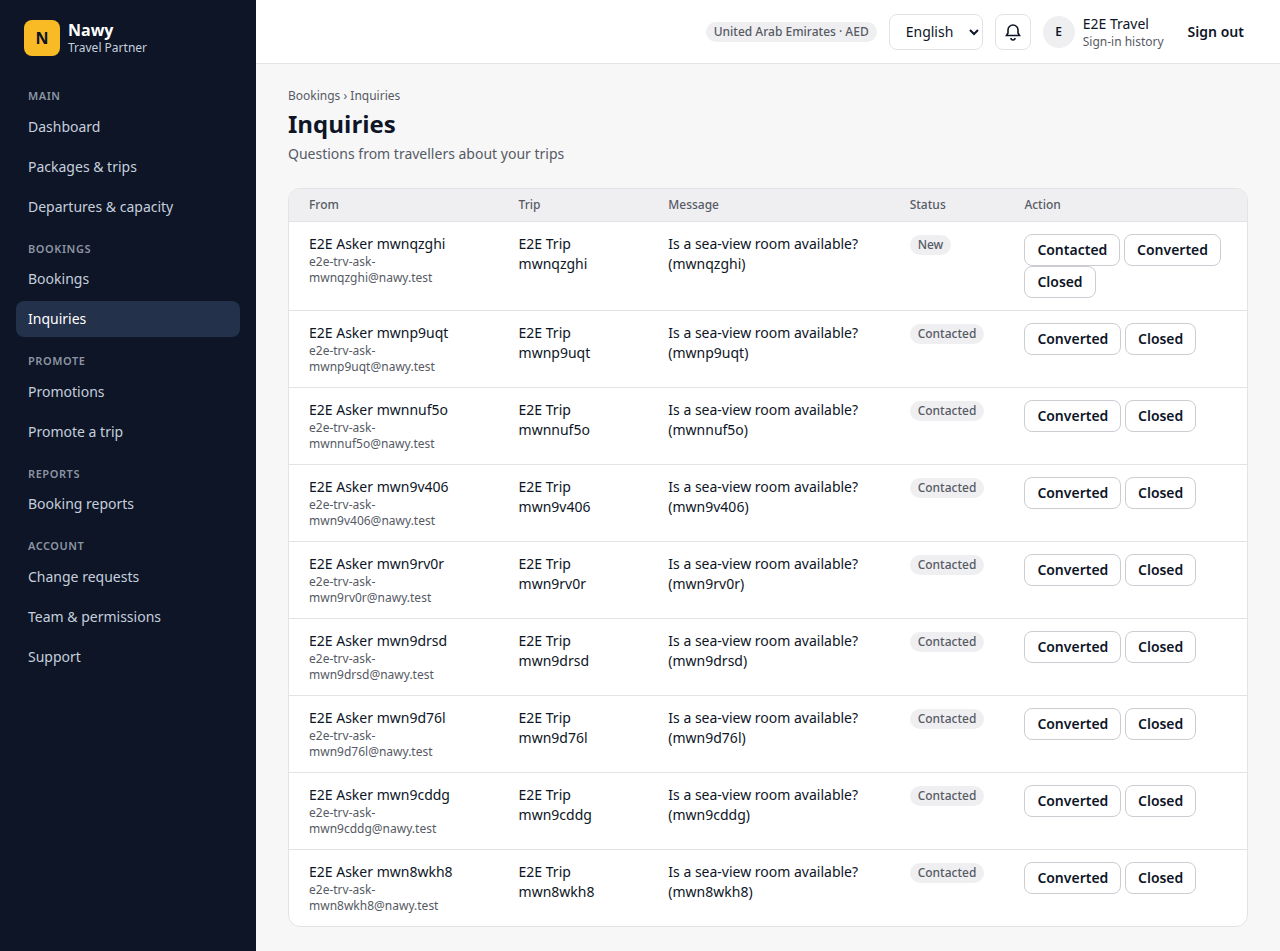 N
Nawy
Travel Partner
United Arab Emirates · AED
English
E
E2E Travel
Sign-in history
Sign out
MAIN
Dashboard
Packages & trips
Departures & capacity
BOOKINGS
Bookings
Inquiries
PROMOTE
Promotions
Promote a trip
REPORTS
Booking reports
ACCOUNT
Change requests
Team & permissions
Support
Bookings › Inquiries
Inquiries
Questions from travellers about your trips
From Trip Message Status Action
E2E Asker mwnqzghi
e2e-trv-ask-
mwnqzghi@nawy.test
E2E Trip
mwnqzghi
Is a sea-view room available?
(mwnqzghi)
New
Contacted Converted
Closed
E2E Asker mwnp9uqt
e2e-trv-ask-
mwnp9uqt@nawy.test
E2E Trip
mwnp9uqt
Is a sea-view room available?
(mwnp9uqt)
Contacted
Converted Closed
E2E Asker mwnnuf5o
e2e-trv-ask-
mwnnuf5o@nawy.test
E2E Trip
mwnnuf5o
Is a sea-view room available?
(mwnnuf5o)
Contacted
Converted Closed
E2E Asker mwn9v406
e2e-trv-ask-
mwn9v406@nawy.test
E2E Trip
mwn9v406
Is a sea-view room available?
(mwn9v406)
Contacted
Converted Closed
E2E Asker mwn9rv0r
e2e-trv-ask-
mwn9rv0r@nawy.test
E2E Trip
mwn9rv0r
Is a sea-view room available?
(mwn9rv0r)
Contacted
Converted Closed
E2E Asker mwn9drsd
e2e-trv-ask-
mwn9drsd@nawy.test
E2E Trip
mwn9drsd
Is a sea-view room available?
(mwn9drsd)
Contacted
Converted Closed
E2E Asker mwn9d76l
e2e-trv-ask-
mwn9d76l@nawy.test
E2E Trip
mwn9d76l
Is a sea-view room available?
(mwn9d76l)
Contacted
Converted Closed
E2E Asker mwn9cddg
e2e-trv-ask-
mwn9cddg@nawy.test
E2E Trip
mwn9cddg
Is a sea-view room available?
(mwn9cddg)
Contacted
Converted Closed
E2E Asker mwn8wkh8
e2e-trv-ask-
mwn8wkh8@nawy.test
E2E Trip
mwn8wkh8
Is a sea-view room available?
(mwn8wkh8)
Contacted
Converted Closed